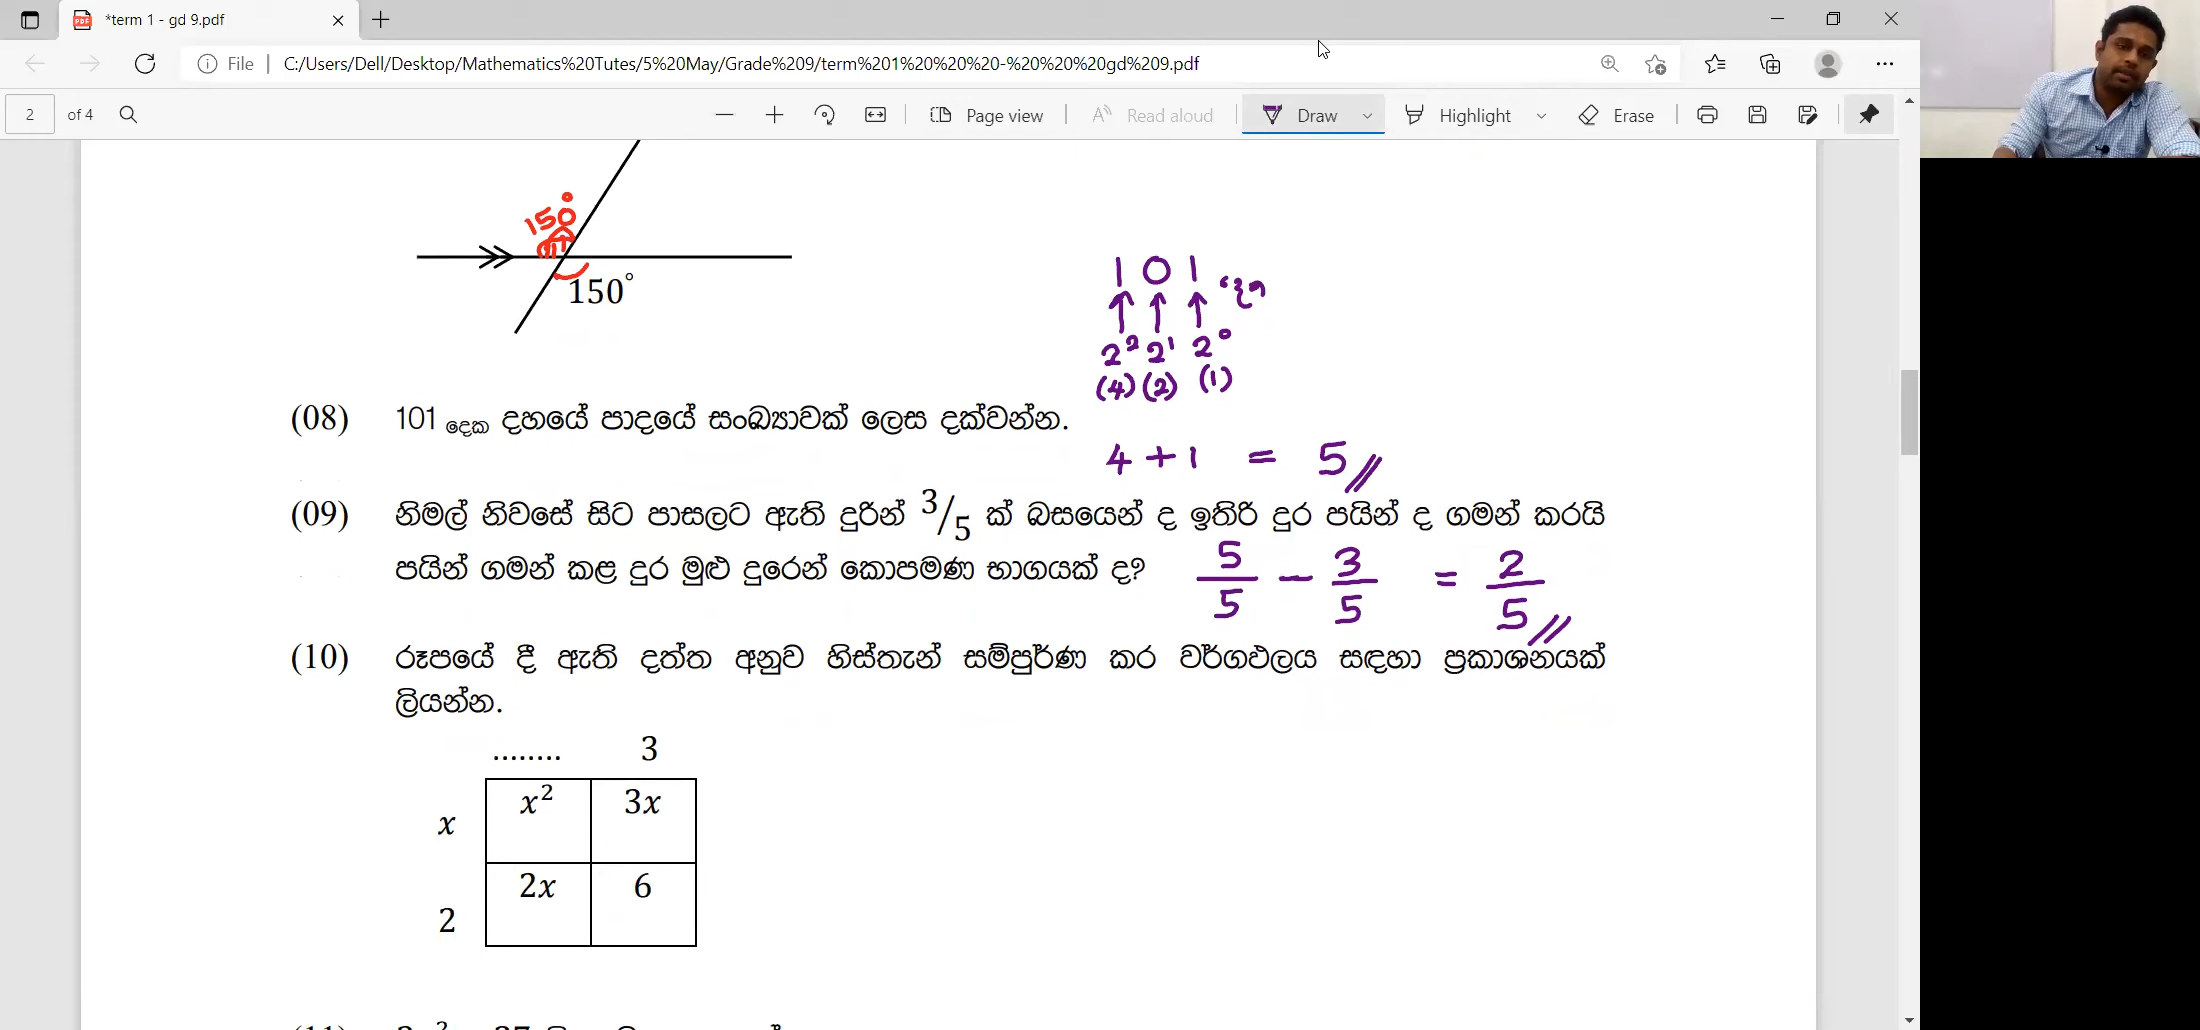 *term 1 - gd 9.pdf
File
C:/Users/Dell/Desktop/Mathematics%20Tutes/5%20May/Grade%209/term%201%20%20%20-%20%20%20gd%209.pdf
2 of 4
Page view
Read aloud
Draw
Highlight
Erase
150°
150°
1 0 1
2² 2¹ 2⁰
(4) (2) (1)
(08) 101 දෙක දහයේ පාදයේ සංඛ්‍යාවක් ලෙස දක්වන්න.
4 + 1 = 5
(09) නිමල් නිවසේ සිට පාසලට ඇති දුරින් 3/5 ක් බසයෙන් ද ඉතිරි දුර පයින් ද ගමන් කරයි
පයින් ගමන් කළ දුර මුළු දුරෙන් කොපමණ භාගයක් ද?
5/5 − 3/5 = 2/5
(10) රූපයේ දී ඇති දත්ත අනුව හිස්තැන් සම්පුර්ණ කර වර්ගඵලය සඳහා ප්‍රකාශනයක්
ලියන්න.
........ 3
x x² 3x
2 2x 6